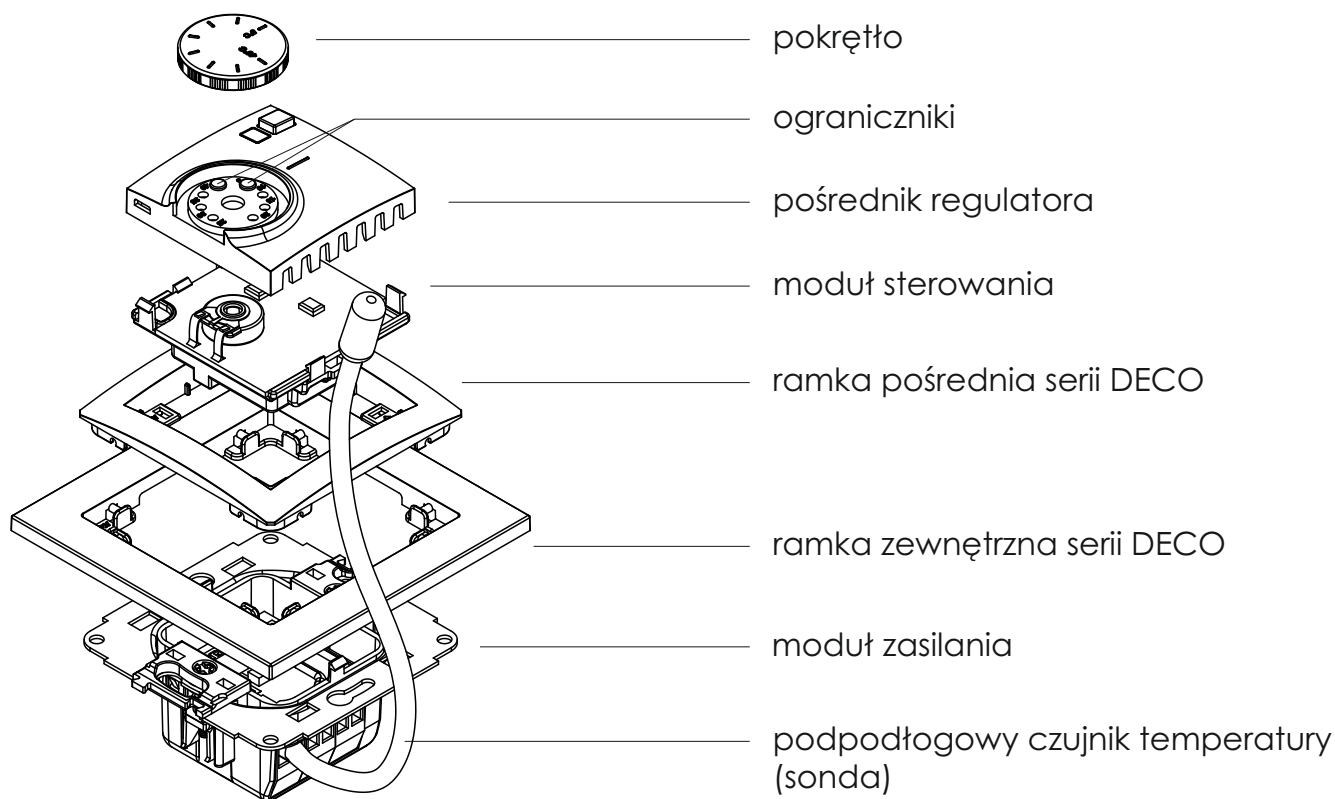 pokrętło
ograniczniki
pośrednik regulatora
moduł sterowania
ramka pośrednia serii DECO
ramka zewnętrzna serii DECO
moduł zasilania
podpodłogowy czujnik temperatury
(sonda)